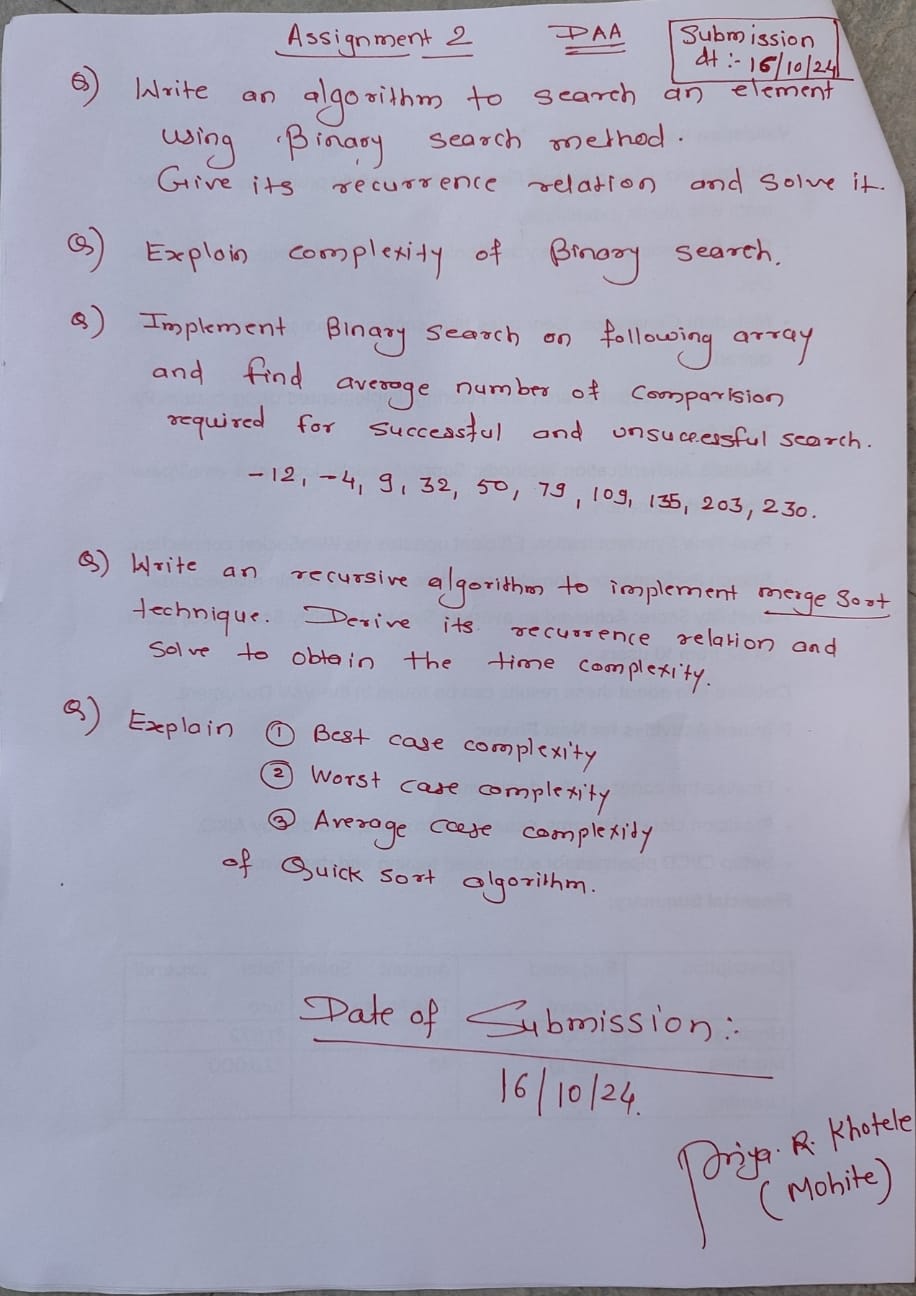 Assignment 2 DAA
Submission
dt :- 16/10/24
Q) Write an algorithm to search an element
using Binary search method.
Give its recurrence relation and solve it.
Q) Explain complexity of Binary search.
Q) Implement Binary search on following array
and find average number of comparision
required for successful and unsuccessful search.
-12, -4, 9, 32, 50, 79, 109, 135, 203, 230.
Q) Write an recursive algorithm to implement merge sort
technique. Derive its recurrence relation and
solve to obtain the time complexity.
Q) Explain ① Best case complexity
② Worst case complexity
③ Average case complexity
of Quick sort algorithm.
Date of Submission:
16/10/24.
Priya. R. Khotele
(Mohite)